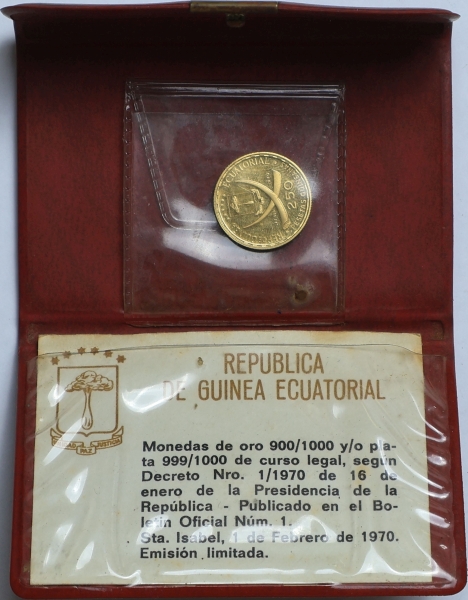 ECUATORIAL
250
PESETAS
REPUBLICA
DE GUINEA ECUATORIAL
PAZ JUSTICIA
Monedas de oro 900/1000 y/o pla-
ta 999/1000 de curso legal, según
Decreto Nro. 1/1970 de 16 de
enero de la Presidencia de la
República - Publicado en el Bo-
letín Oficial Núm. 1.
Sta. Isabel, 1 de Febrero de 1970.
Emisión limitada.